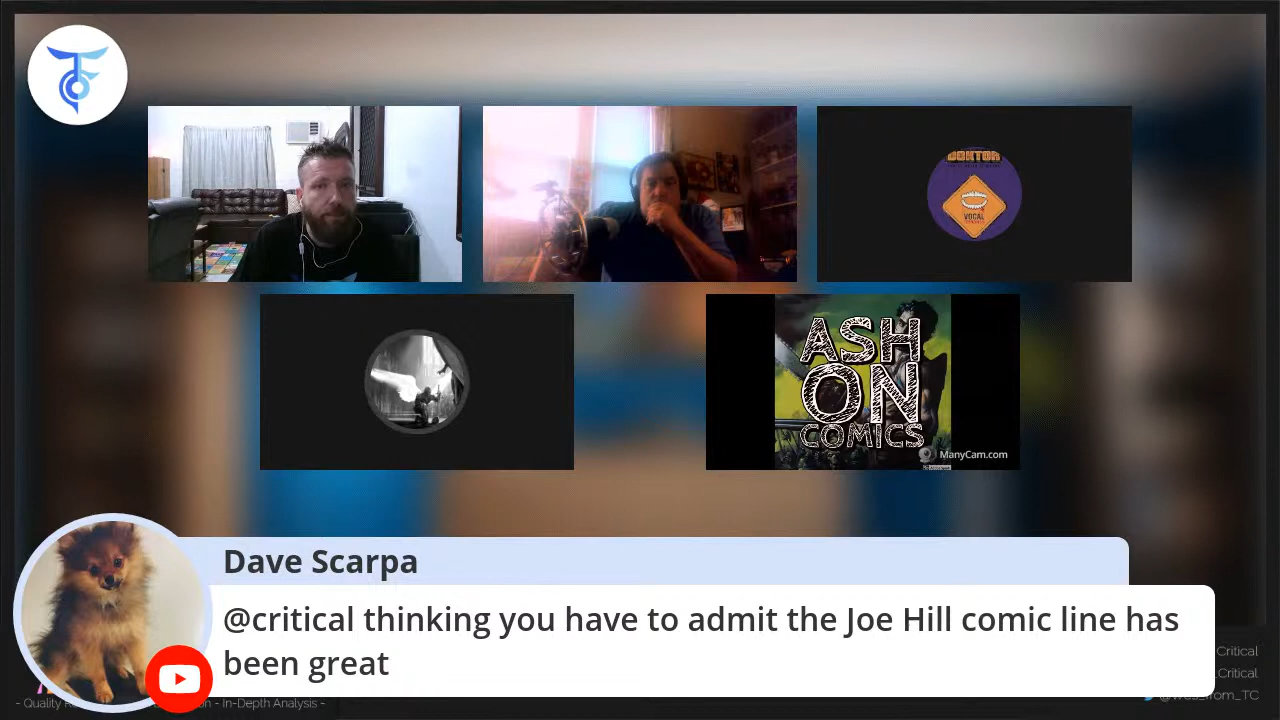 VOCAL
ASH
ON
COMICS
ManyCam.com
Dave Scarpa
@critical thinking you have to admit the Joe Hill comic line has
been great
Critical
Critical
- Quality
n - In-Depth Analysis -
_from_TC